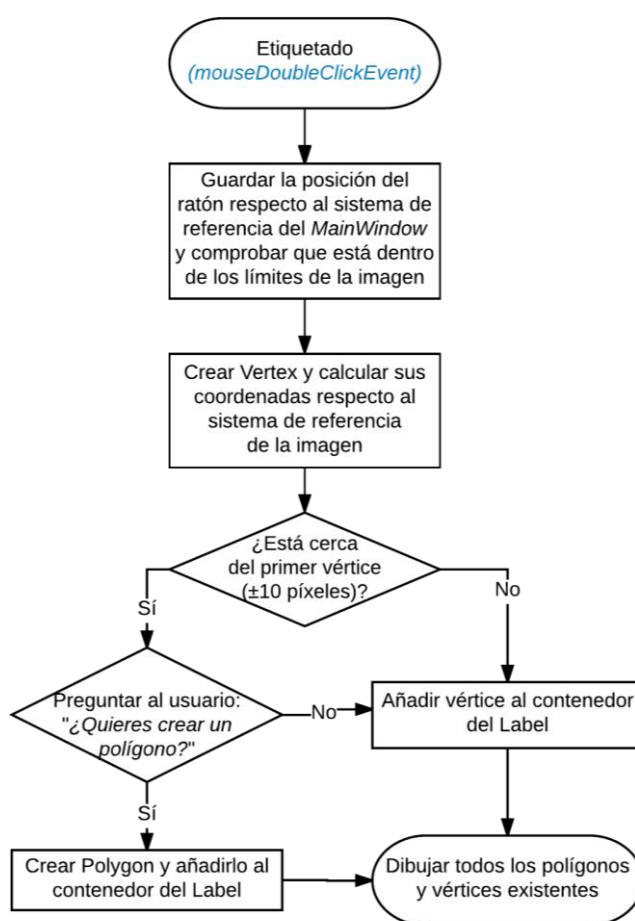 Etiquetado
(mouseDoubleClickEvent)
Guardar la posición del
ratón respecto al sistema de
referencia del MainWindow
y comprobar que está dentro
de los límites de la imagen
Crear Vertex y calcular sus
coordenadas respecto al
sistema de referencia
de la imagen
¿Está cerca
del primer vértice
(±10 píxeles)?
Sí
No
Preguntar al usuario:
"¿Quieres crear un
polígono?"
No
Añadir vértice al contenedor
del Label
Sí
Crear Polygon y añadirlo al
contenedor del Label
Dibujar todos los polígonos
y vértices existentes